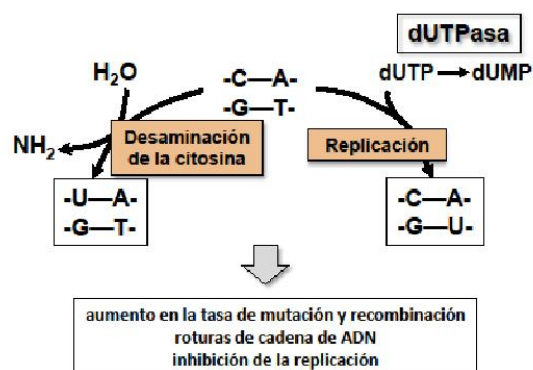 dUTPasa
H2O
-C—A-
-G—T-
dUTP → dUMP
NH2
Desaminación
de la citosina
Replicación
-U—A-
-G—T-
-C—A-
-G—U-
aumento en la tasa de mutación y recombinación
roturas de cadena de ADN
inhibición de la replicación